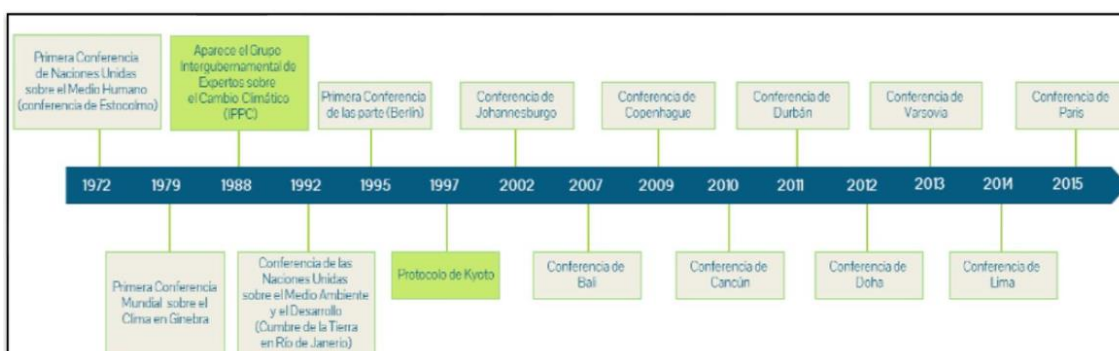 Primera Conferencia
de Naciones Unidas
sobre el Medio Humano
(conferencia de Estocolmo)
Aparece el Grupo
Intergubernamental de
Expertos sobre
el Cambio Climático
(IPPC)
Primera Conferencia
de las parte (Berlín)
Conferencia de
Johannesburgo
Conferencia de
Copenhague
Conferencia de
Durbán
Conferencia de
Varsovia
Conferencia de
París
1972 1979 1988 1992 1995 1997 2002 2007 2009 2010 2011 2012 2013 2014 2015
Primera Conferencia
Mundial sobre el
Clima en Ginebra
Conferencia de las
Naciones Unidas
sobre el Medio Ambiente
y el Desarrollo
(Cumbre de la Tierra
en Río de Janerio)
Protocolo de Kyoto
Conferencia de
Bali
Conferencia de
Cancún
Conferencia de
Doha
Conferencia de
Lima